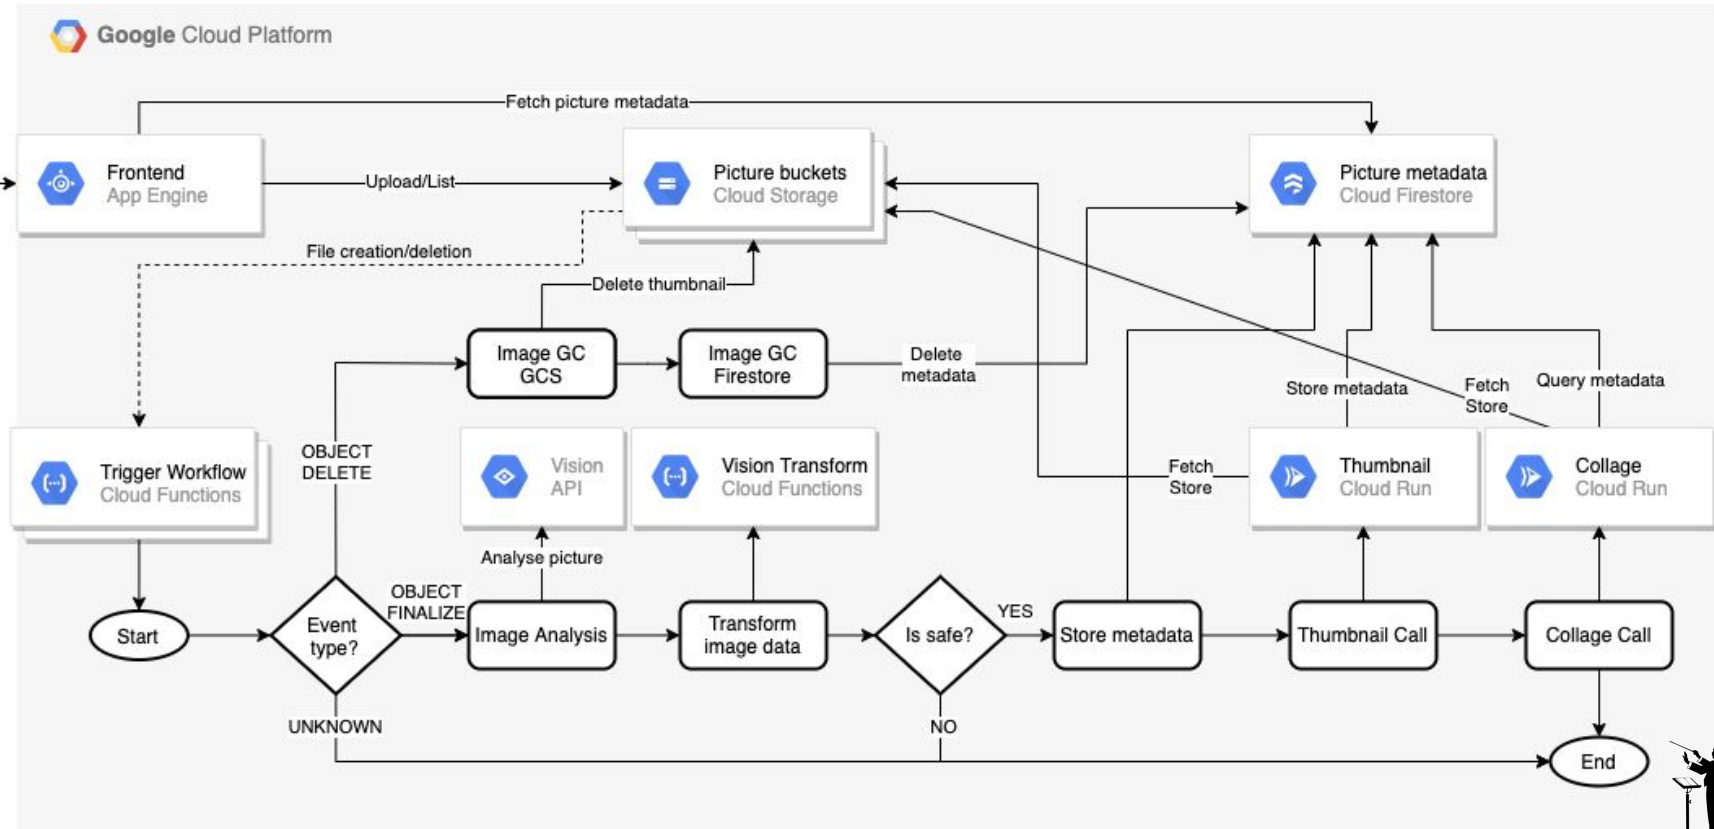 Google Cloud Platform
Fetch picture metadata
Frontend
App Engine
Upload/List
Picture buckets
Cloud Storage
Picture metadata
Cloud Firestore
File creation/deletion
Delete thumbnail
Image GC
GCS
Image GC
Firestore
Delete
metadata
Store metadata
Fetch
Store
Query metadata
OBJECT
DELETE
Trigger Workflow
Cloud Functions
Vision
API
Vision Transform
Cloud Functions
Fetch
Store
Thumbnail
Cloud Run
Collage
Cloud Run
Analyse picture
OBJECT
FINALIZE
Start
Event
type?
Image Analysis
Transform
image data
Is safe?
YES
Store metadata
Thumbnail Call
Collage Call
UNKNOWN
NO
End